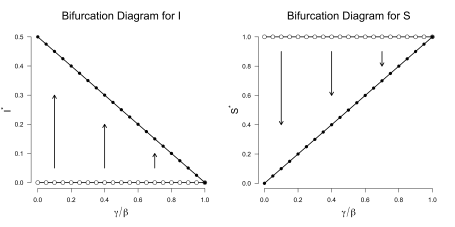 Bifurcation Diagram for I
0.5
0.4
0.3
0.2
0.1
0.0
I*
0.0 0.2 0.4 0.6 0.8 1.0
γ/β
Bifurcation Diagram for S
1.0
0.8
0.6
0.4
0.2
0.0
S*
0.0 0.2 0.4 0.6 0.8 1.0
γ/β